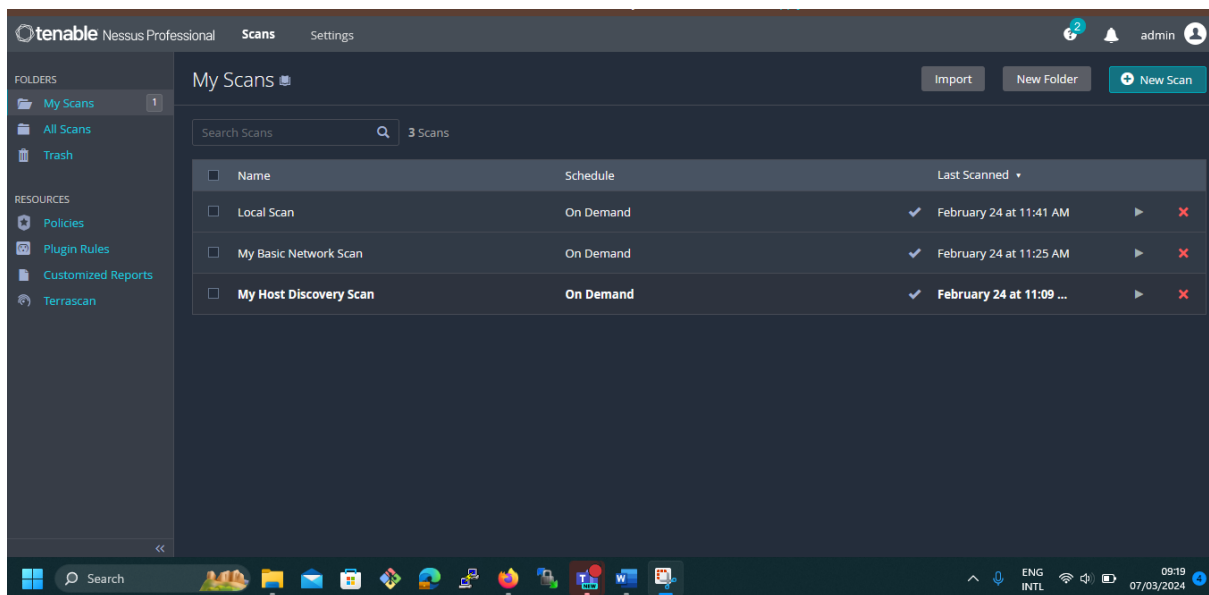 tenable Nessus Professional Scans Settings 2 admin
FOLDERS
My Scans 1
All Scans
Trash
RESOURCES
Policies
Plugin Rules
Customized Reports
Terrascan
My Scans
Import New Folder New Scan
Search Scans 3 Scans
Name Schedule Last Scanned
Local Scan On Demand February 24 at 11:41 AM
My Basic Network Scan On Demand February 24 at 11:25 AM
My Host Discovery Scan On Demand February 24 at 11:09 ...
Search
ENG
INTL
09:19
07/03/2024
4